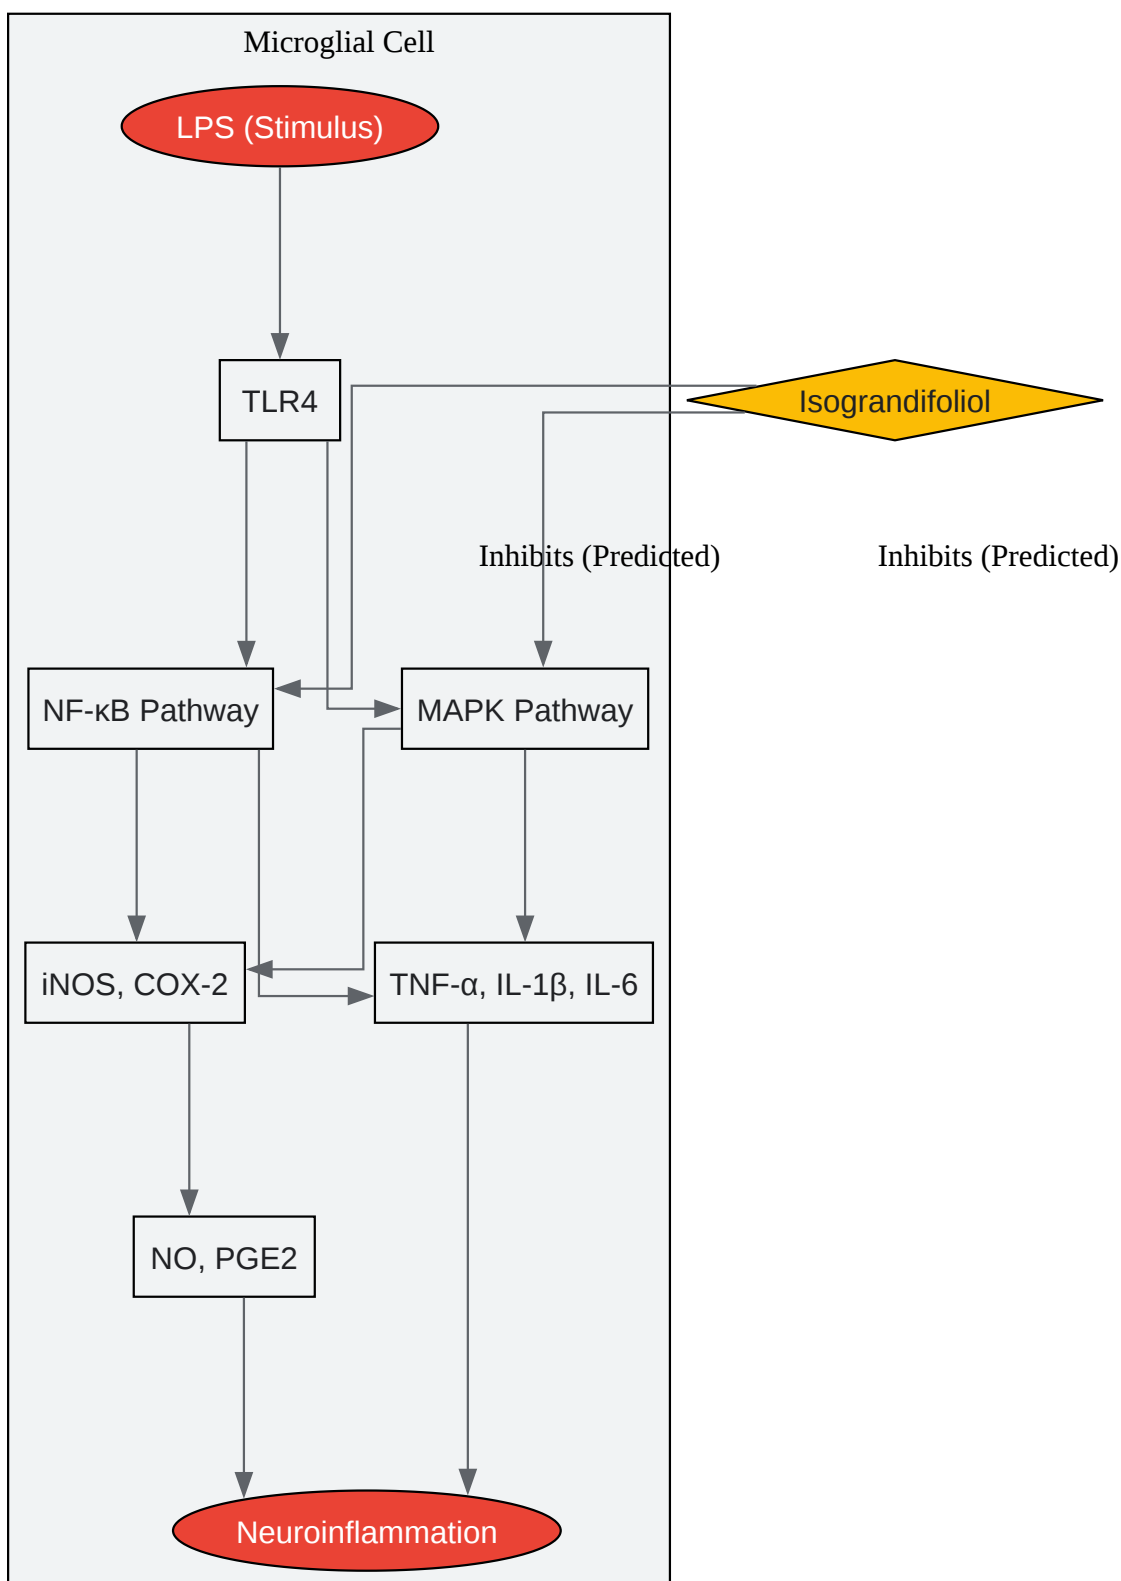 Microglial Cell
LPS (Stimulus)
TLR4
Isograndifoliol
Inhibits (Predicted)
Inhibits (Predicted)
NF-κB Pathway
MAPK Pathway
iNOS, COX-2
TNF-α, IL-1β, IL-6
NO, PGE2
Neuroinflammation